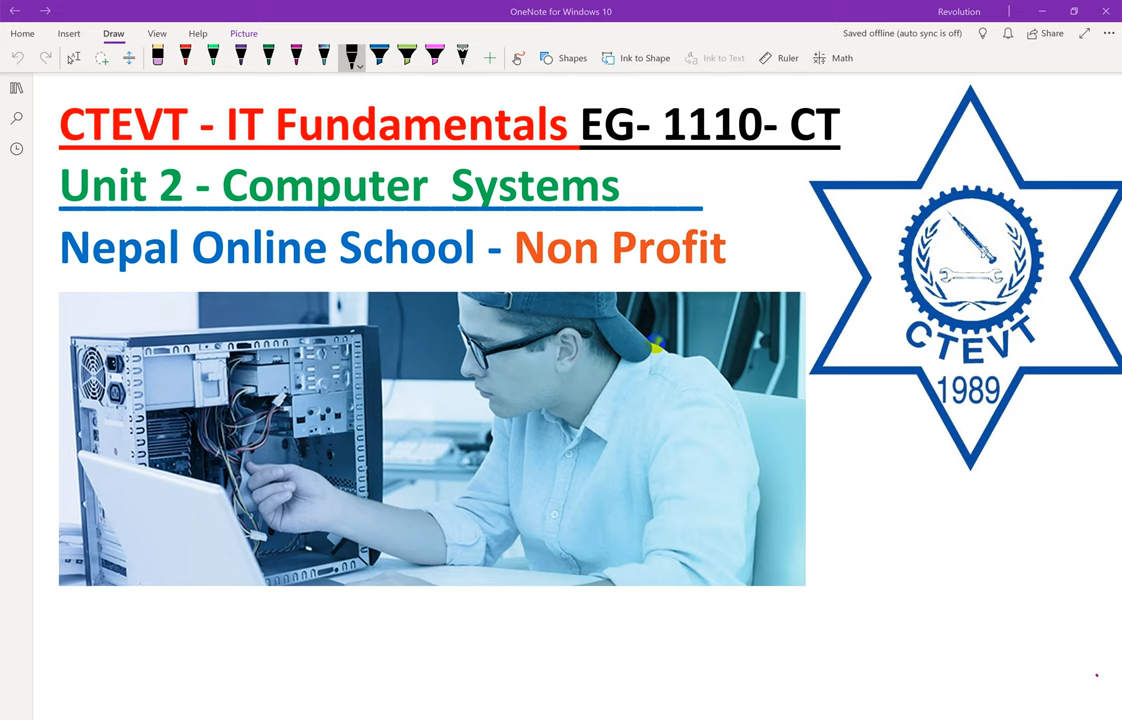 OneNote for Windows 10
Revolution
Home Insert Draw View Help Picture
Saved offline (auto sync is off) Share
Shapes Ink to Shape Ink to Text Ruler Math
CTEVT - IT Fundamentals EG- 1110- CT
Unit 2 - Computer Systems
Nepal Online School - Non Profit
CTEVT
1989